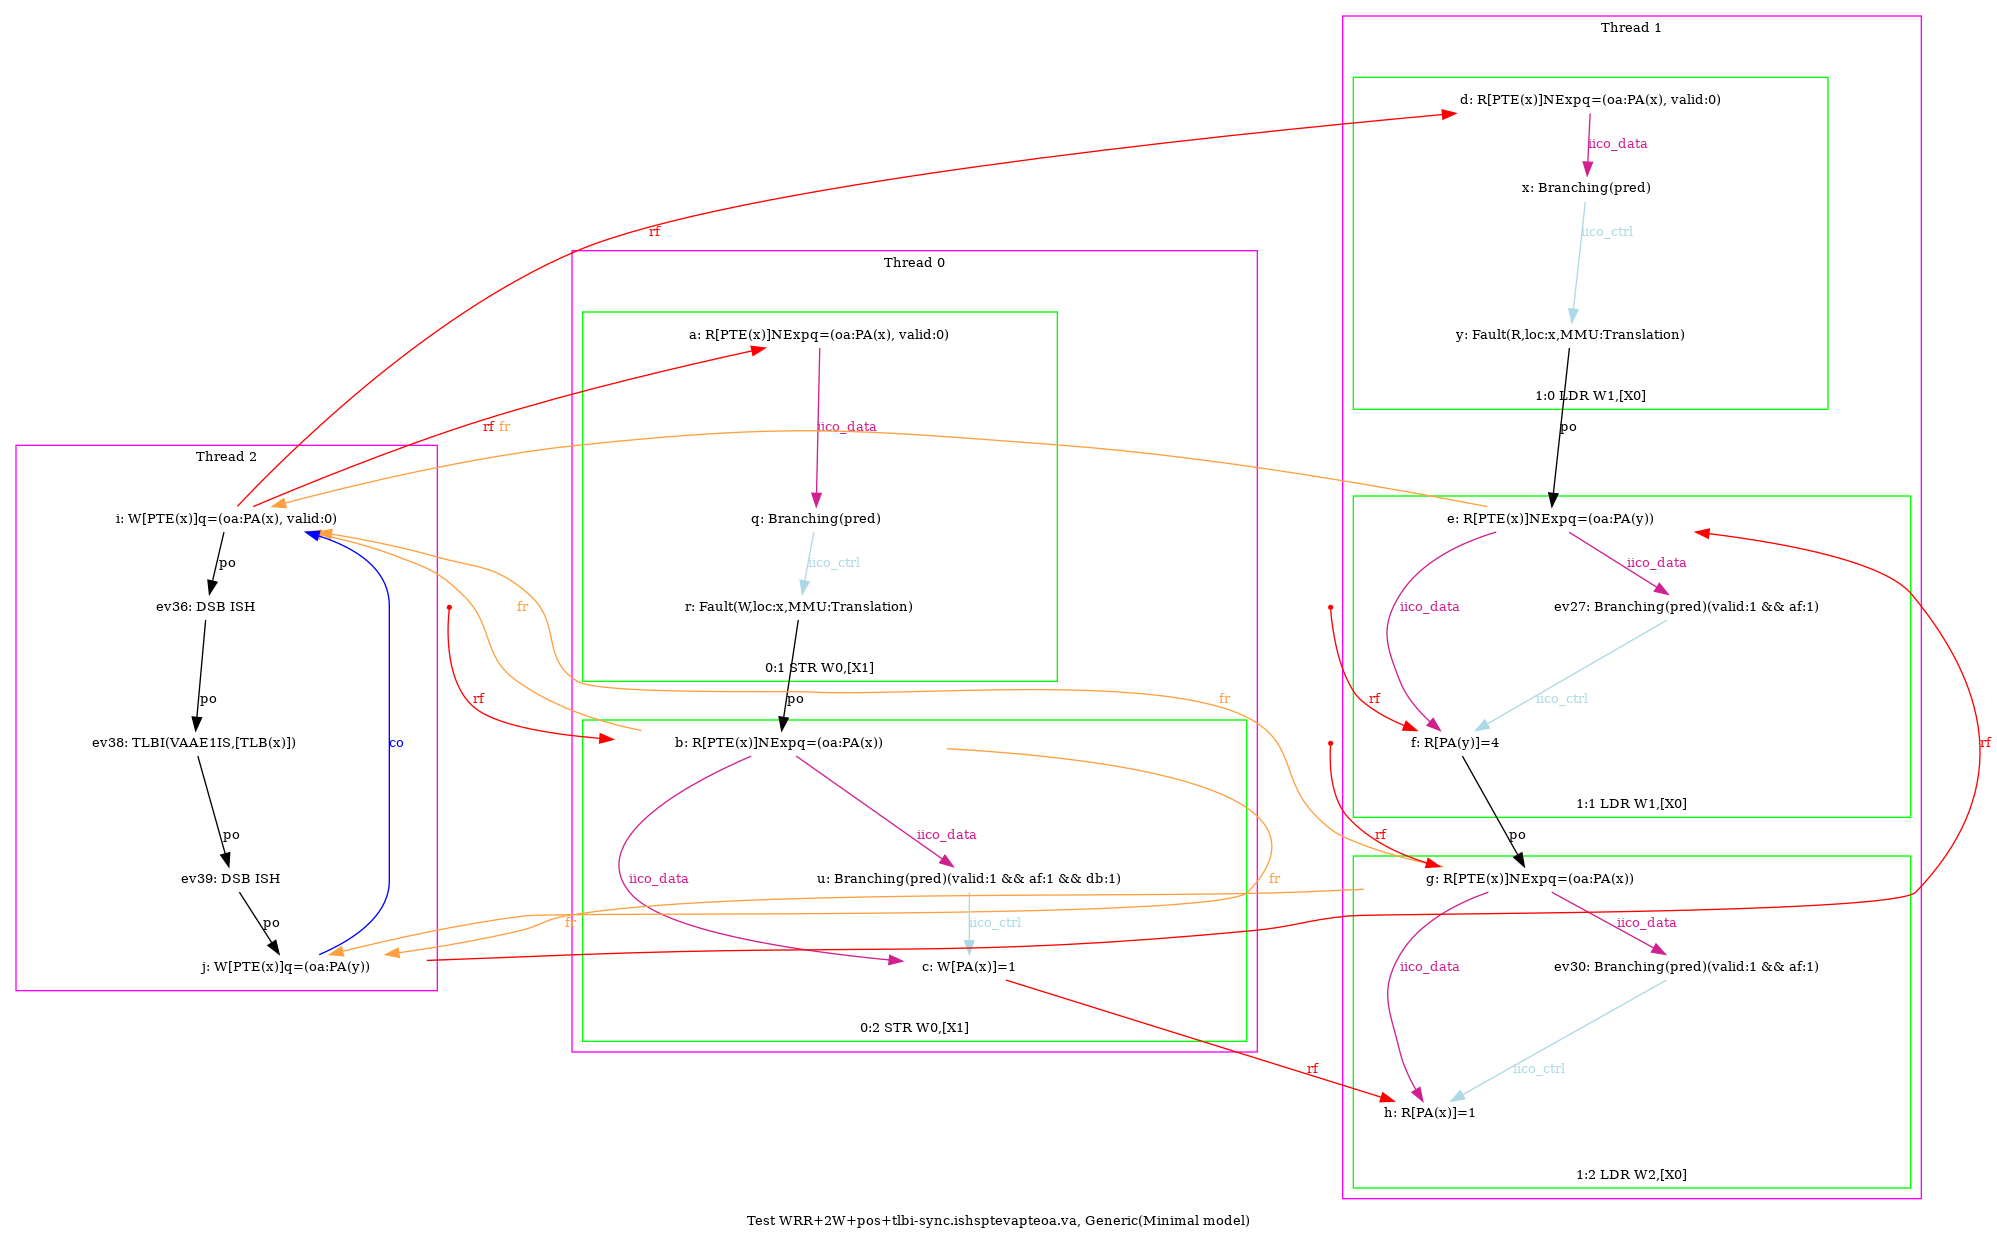 Thread 1
d: R[PTE(x)]NExpq=(oa:PA(x), valid:0)
iico_data
x: Branching(pred)
rf
iico_ctrl
Thread 0
a: R[PTE(x)]NExpq=(oa:PA(x), valid:0)
y: Fault(R,loc:x,MMU:Translation)
1:0 LDR W1,[X0]
rf fr
iico_data
po
Thread 2
i: W[PTE(x)]q=(oa:PA(x), valid:0)
q: Branching(pred)
e: R[PTE(x)]NExpq=(oa:PA(y))
po
iico_ctrl
iico_data
ev36: DSB ISH
fr
r: Fault(W,loc:x,MMU:Translation)
iico_data
ev27: Branching(pred)(valid:1 && af:1)
0:1 STR W0,[X1]
po
rf
po
fr
rf
iico_ctrl
ev38: TLBI(VAAE1IS,[TLB(x)])
co
b: R[PTE(x)]NExpq=(oa:PA(x))
f: R[PA(y)]=4
rf
1:1 LDR W1,[X0]
po
iico_data
rf
po
ev39: DSB ISH
iico_data
u: Branching(pred)(valid:1 && af:1 && db:1)
fr
g: R[PTE(x)]NExpq=(oa:PA(x))
po
fr
iico_ctrl
iico_data
j: W[PTE(x)]q=(oa:PA(y))
c: W[PA(x)]=1
iico_data
ev30: Branching(pred)(valid:1 && af:1)
0:2 STR W0,[X1]
rf
iico_ctrl
h: R[PA(x)]=1
1:2 LDR W2,[X0]
Test WRR+2W+pos+tlbi-sync.ishsptevapteoa.va, Generic(Minimal model)